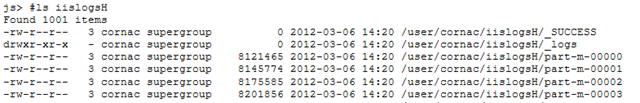 js> #ls iislogsH
Found 1001 items
-rw-r--r-- 3 cornac supergroup 0 2012-03-06 14:20 /user/cornac/iislogsH/_SUCCESS
drwxr-xr-x - cornac supergroup 0 2012-03-06 14:20 /user/cornac/iislogsH/_logs
-rw-r--r-- 3 cornac supergroup 8121465 2012-03-06 14:20 /user/cornac/iislogsH/part-m-00000
-rw-r--r-- 3 cornac supergroup 8145774 2012-03-06 14:20 /user/cornac/iislogsH/part-m-00001
-rw-r--r-- 3 cornac supergroup 8175585 2012-03-06 14:20 /user/cornac/iislogsH/part-m-00002
-rw-r--r-- 3 cornac supergroup 8201856 2012-03-06 14:20 /user/cornac/iislogsH/part-m-00003